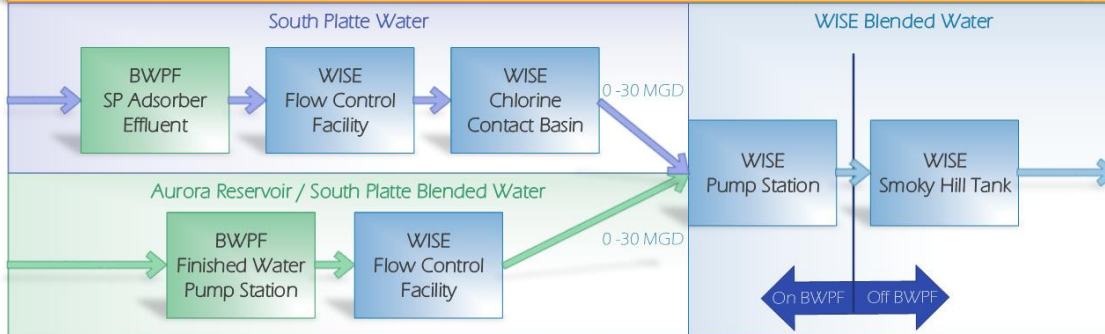 South Platte Water
WISE Blended Water
BWPF
SP Adsorber
Effluent
WISE
Flow Control
Facility
WISE
Chlorine
Contact Basin
0 -30 MGD
WISE
Pump Station
WISE
Smoky Hill Tank
Aurora Reservoir / South Platte Blended Water
BWPF
Finished Water
Pump Station
WISE
Flow Control
Facility
0 -30 MGD
On BWPF
Off BWPF